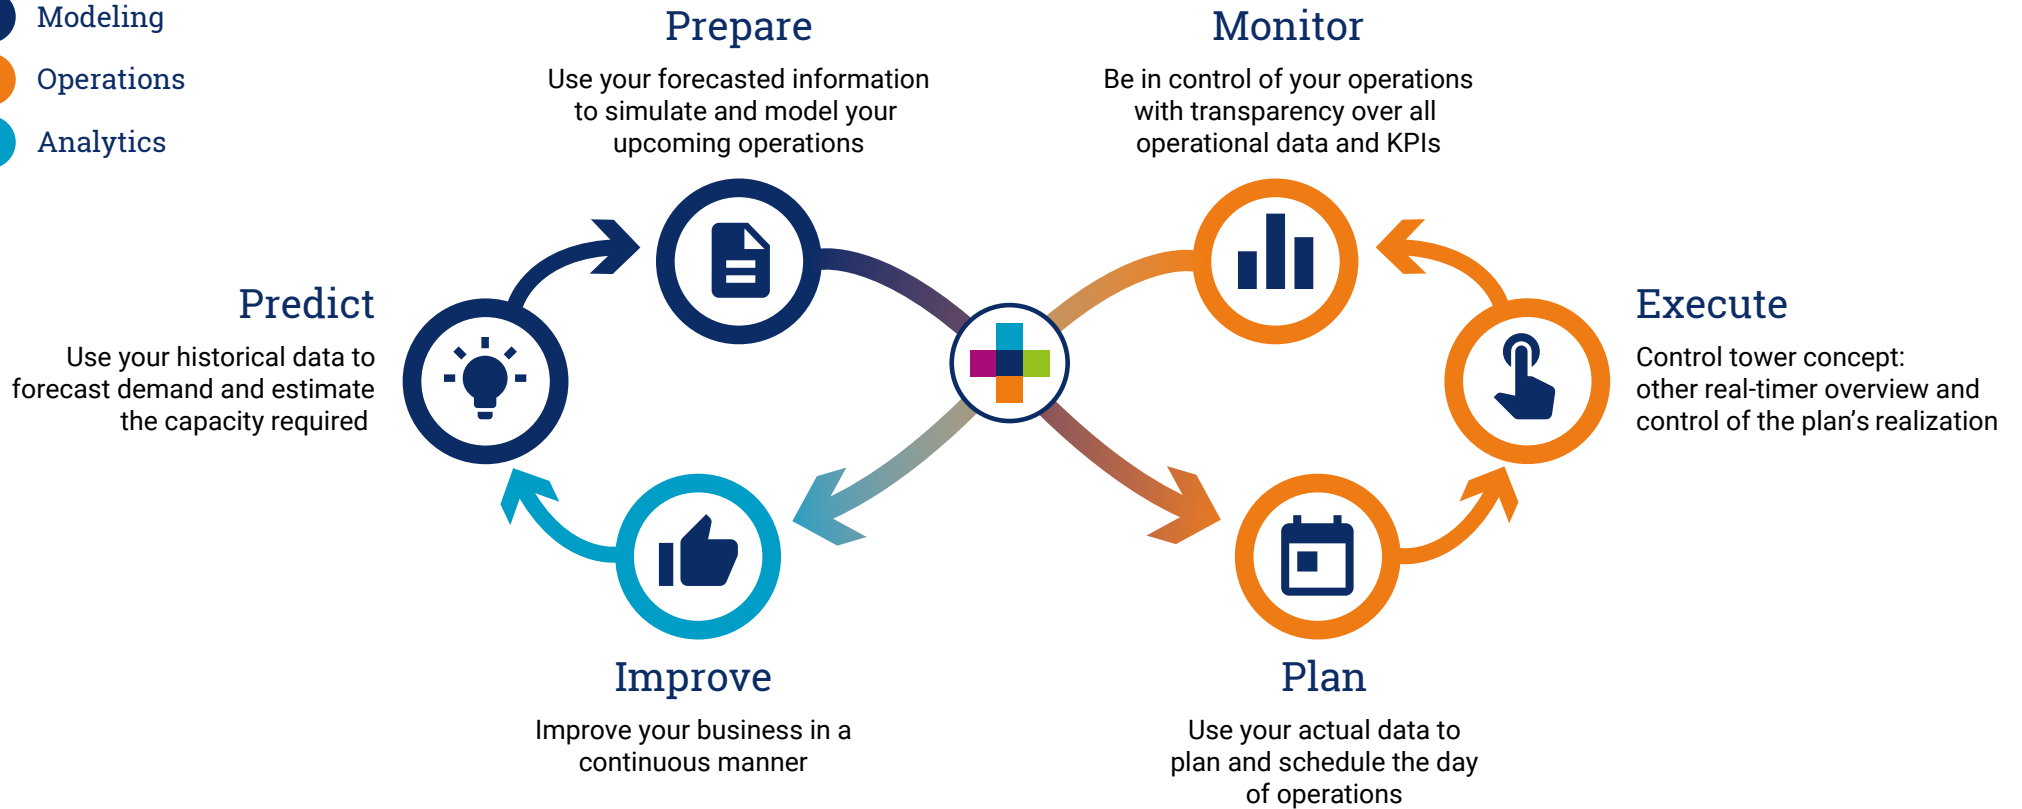 Modeling
Operations
Analytics
Prepare
Use your forecasted information
to simulate and model your
upcoming operations
Monitor
Be in control of your operations
with transparency over all
operational data and KPIs
Predict
Use your historical data to
forecast demand and estimate
the capacity required
Execute
Control tower concept:
other real-timer overview and
control of the plan's realization
Improve
Improve your business in a
continuous manner
Plan
Use your actual data to
plan and schedule the day
of operations